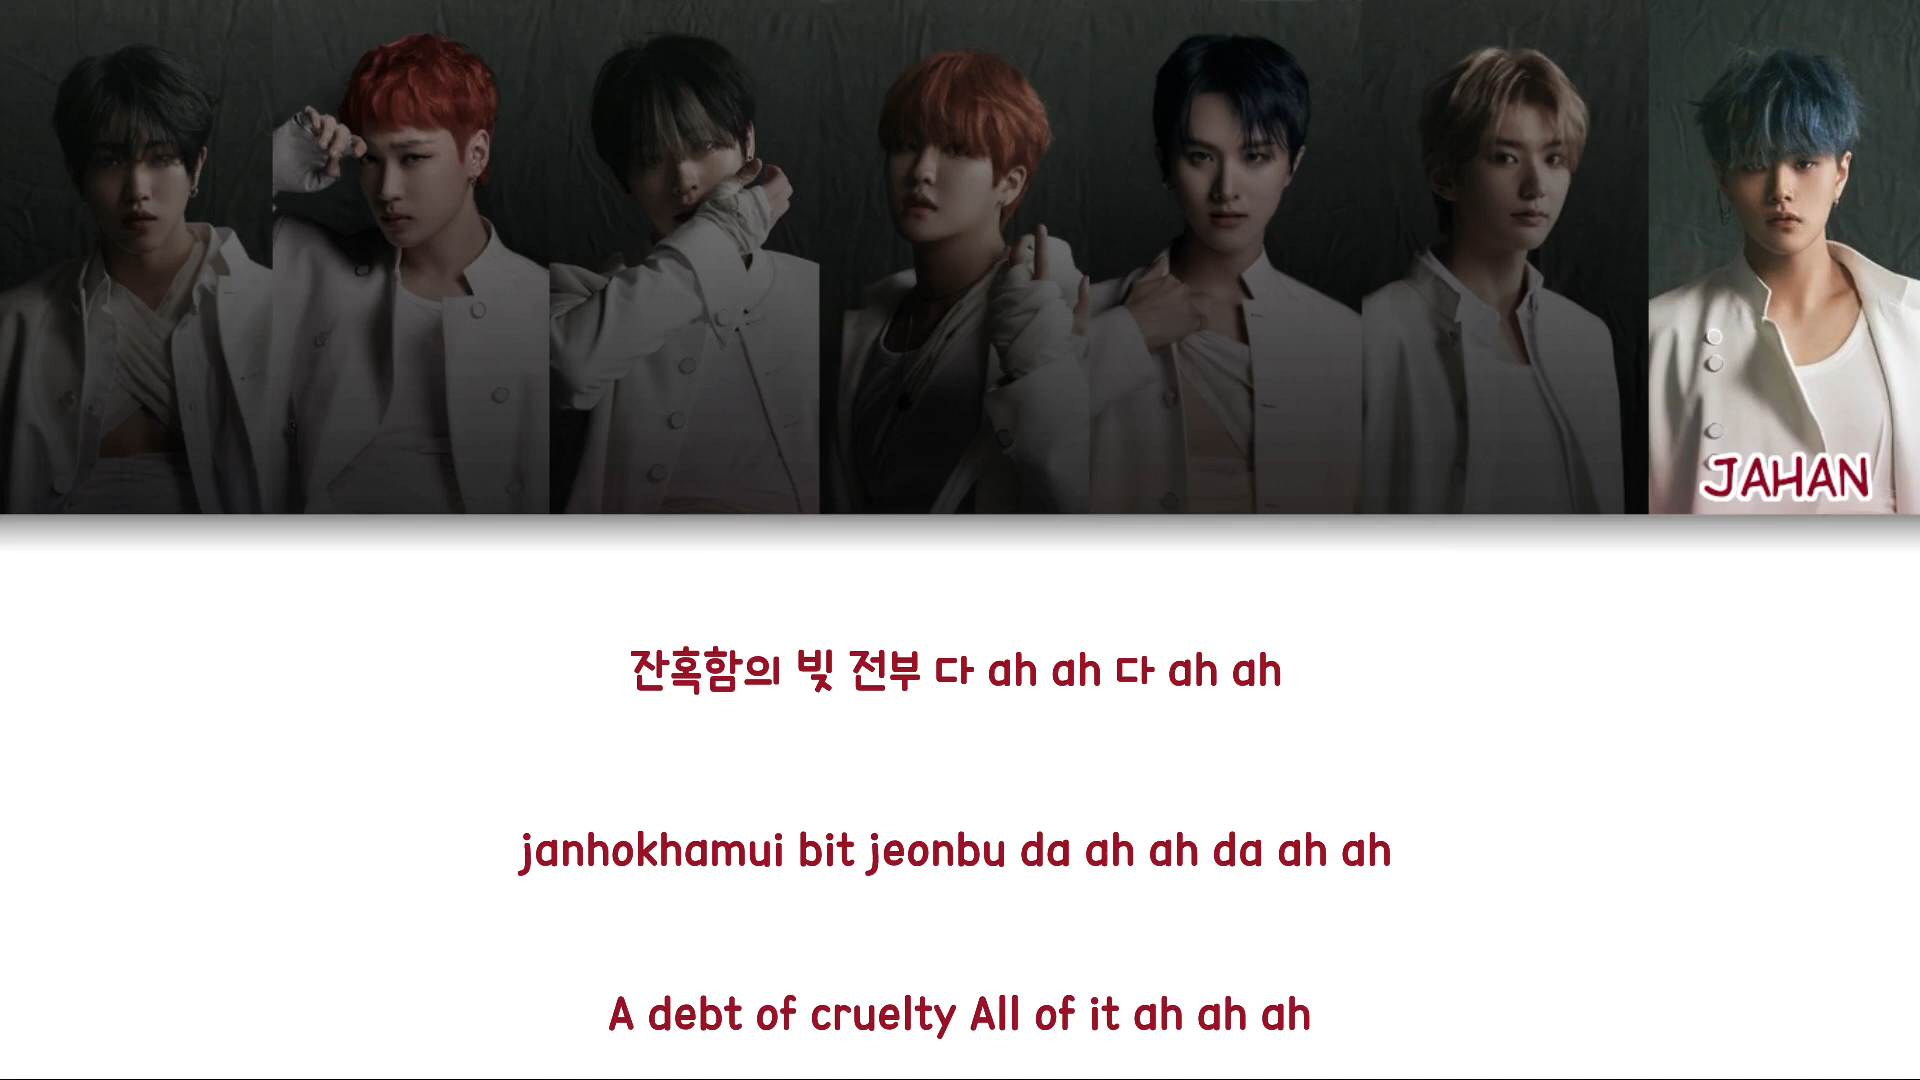 JAHAN
잔혹함의 빚 전부 다 ah ah 다 ah ah
janhokhamui bit jeonbu da ah ah da ah ah
A debt of cruelty All of it ah ah ah